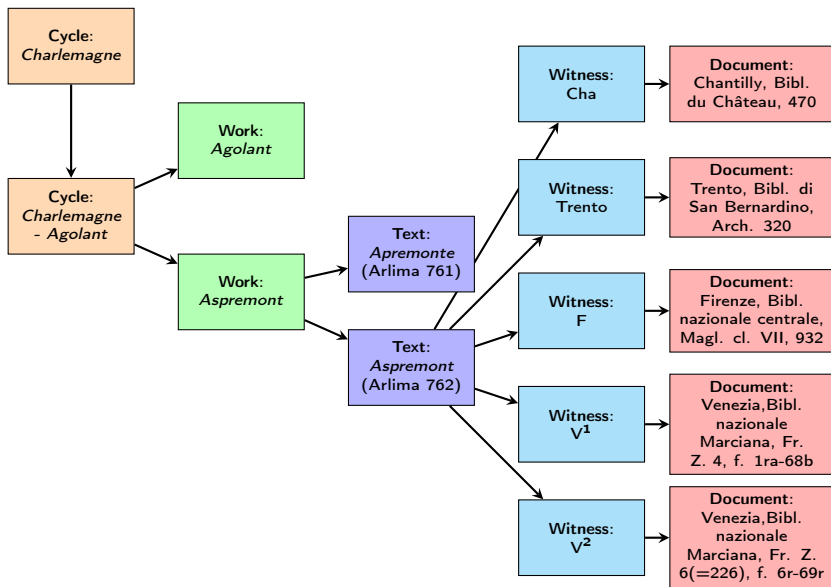 Cycle:
Charlemagne
Cycle:
Charlemagne
- Agolant
Work:
Agolant
Work:
Aspremont
Text:
Apremonte
(Arlima 761)
Text:
Aspremont
(Arlima 762)
Witness:
Cha
Witness:
Trento
Witness:
F
Witness:
V¹
Witness:
V²
Document:
Chantilly, Bibl.
du Château, 470
Document:
Trento, Bibl. di
San Bernardino,
Arch. 320
Document:
Firenze, Bibl.
nazionale centrale,
Magl. cl. VII, 932
Document:
Venezia,Bibl.
nazionale
Marciana, Fr.
Z. 4, f. 1ra-68b
Document:
Venezia,Bibl.
nazionale
Marciana, Fr. Z.
6(=226), f. 6r-69r